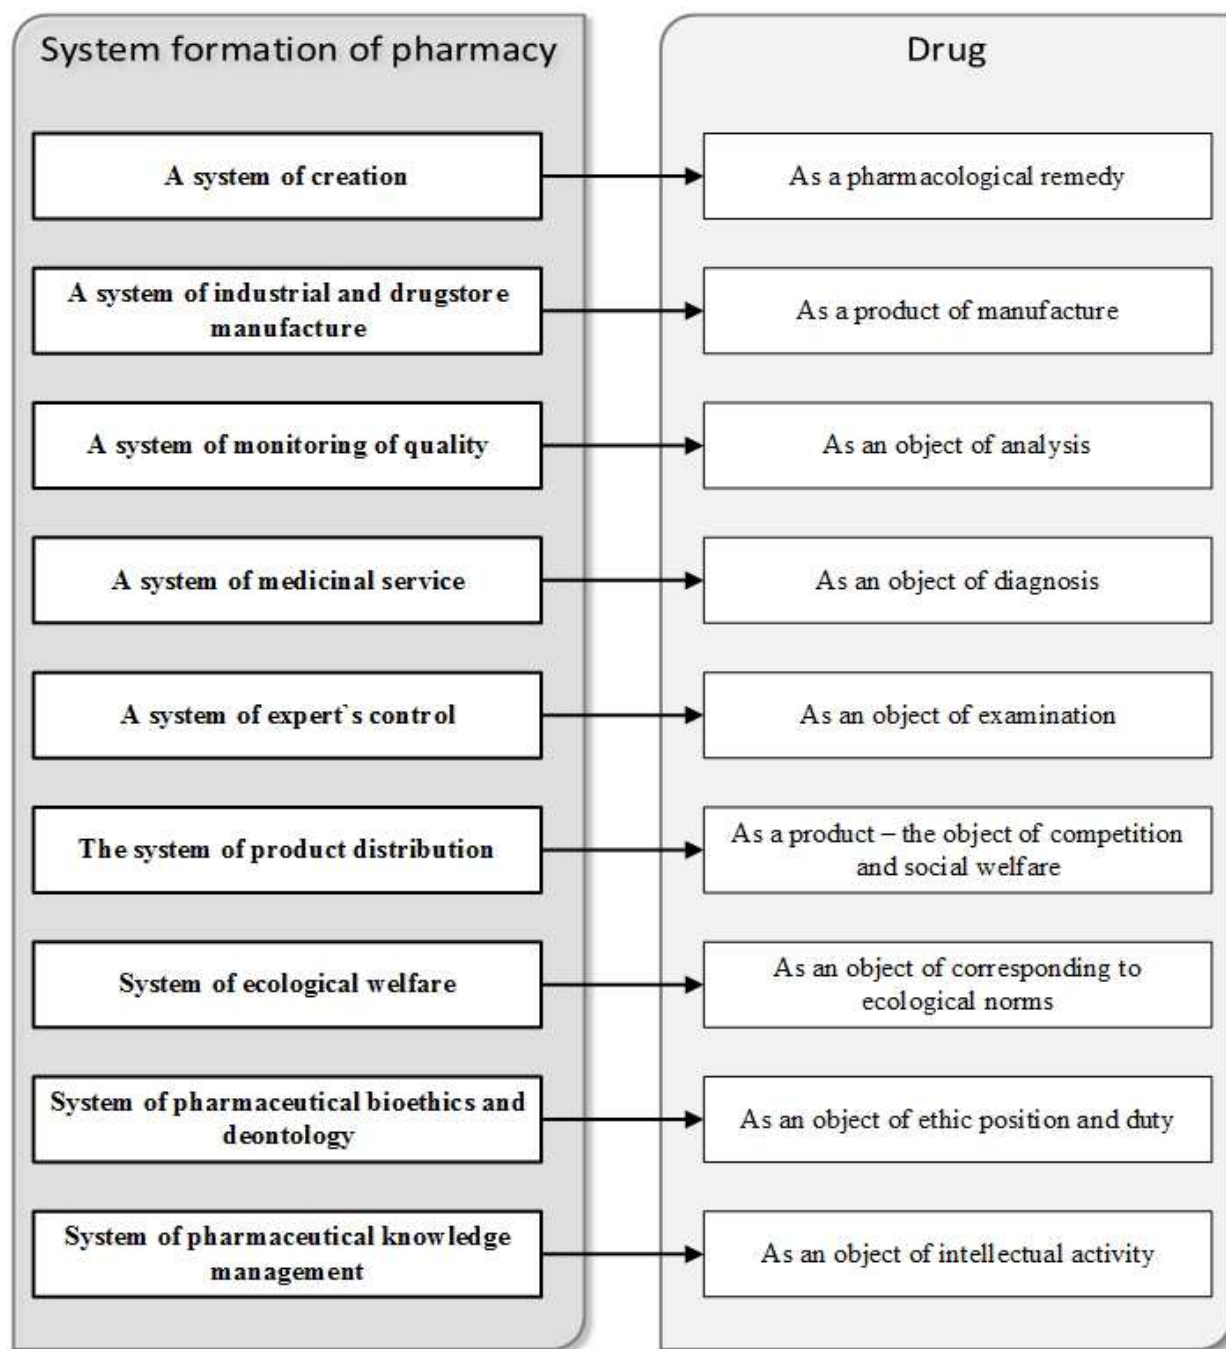 System formation of pharmacy
Drug
A system of creation
As a pharmacological remedy
A system of industrial and drugstore
manufacture
As a product of manufacture
A system of monitoring of quality
As an object of analysis
A system of medicinal service
As an object of diagnosis
A system of expert`s control
As an object of examination
The system of product distribution
As a product – the object of competition
and social welfare
System of ecological welfare
As an object of corresponding to
ecological norms
System of pharmaceutical bioethics and
deontology
As an object of ethic position and duty
System of pharmaceutical knowledge
management
As an object of intellectual activity